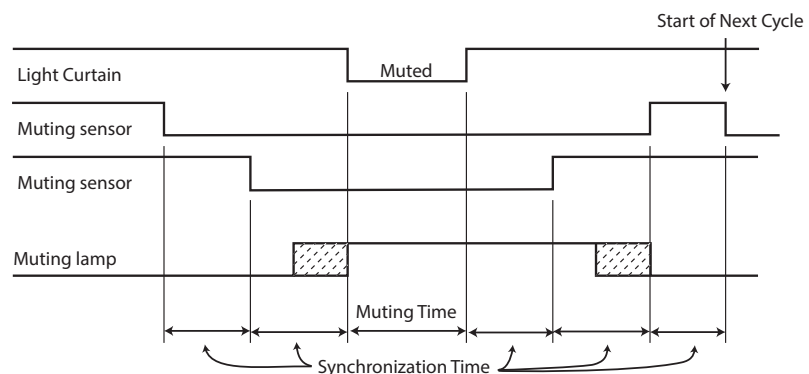 Start of Next Cycle
Light Curtain
Muted
Muting sensor
Muting sensor
Muting lamp
Muting Time
Synchronization Time